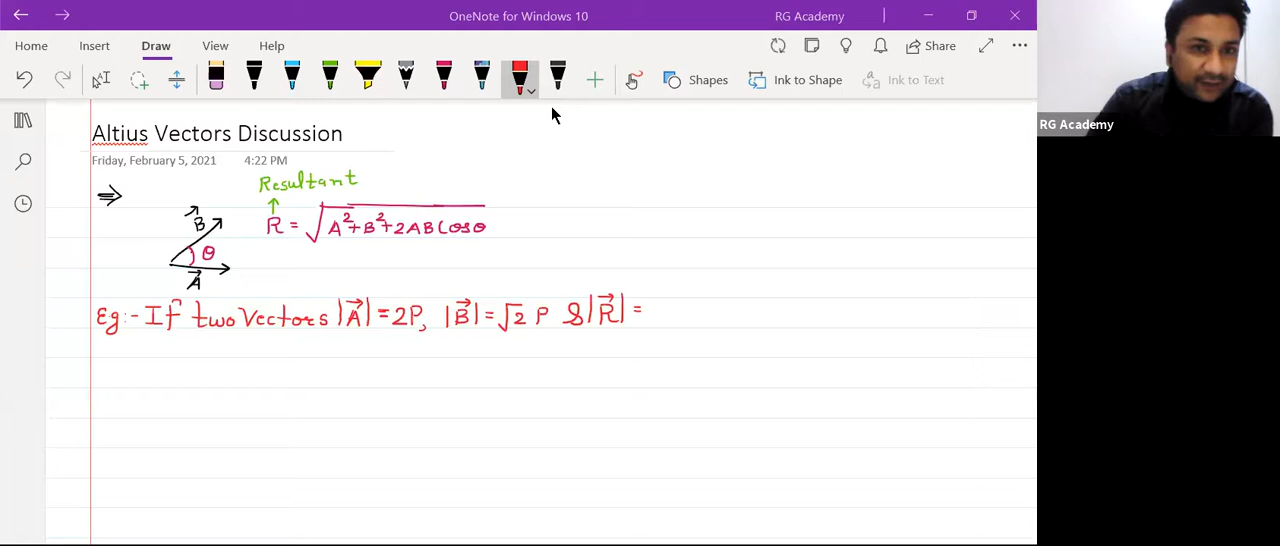 OneNote for Windows 10
RG Academy
Home Insert Draw View Help
Share
Shapes Ink to Shape Ink to Text
RG Academy
Altius Vectors Discussion
Friday, February 5, 2021 4:22 PM
Resultant
⇒
B⃗
R = √(A²+B²+2AB Cosθ
θ
A⃗
Eg:- If two Vectors |A⃗| = 2P, |B⃗| = √2 P & |R⃗| =